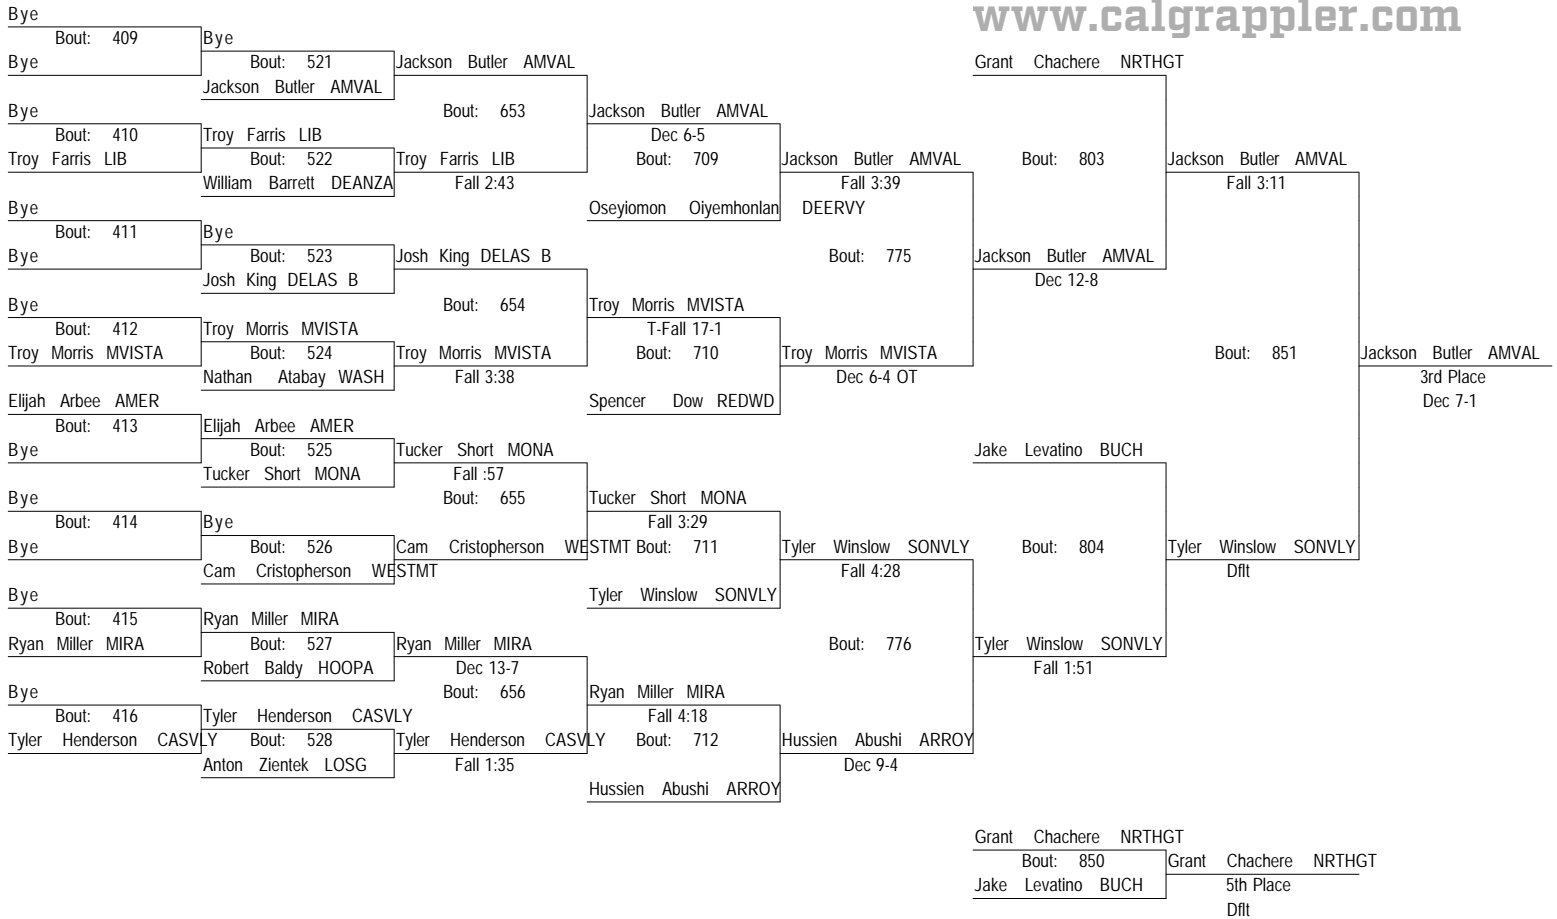 www.calgrappler.com
Bye
Bout: 409
Bye
Bye
Bout: 410
Troy Farris LIB
Bye
Bout: 411
Bye
Bye
Bout: 412
Troy Morris MVISTA
Elijah Arbee AMER
Bout: 413
Bye
Bye
Bout: 414
Bye
Bye
Bout: 415
Ryan Miller MIRA
Bye
Bout: 416
Tyler Henderson CASVLY
Bye
Bout: 521
Jackson Butler AMVAL
Troy Farris LIB
Bout: 522
William Barrett DEANZA
Bye
Bout: 523
Josh King DELAS B
Troy Morris MVISTA
Bout: 524
Nathan Atabay WASH
Elijah Arbee AMER
Bout: 525
Tucker Short MONA
Bye
Bout: 526
Cam Cristopherson WESTMT
Ryan Miller MIRA
Bout: 527
Robert Baldy HOOPA
Tyler Henderson CASVLY
Bout: 528
Anton Zientek LOSG
Jackson Butler AMVAL
Bout: 653
Troy Farris LIB
Fall 2:43
Josh King DELAS B
Bout: 654
Troy Morris MVISTA
Fall 3:38
Tucker Short MONA
Fall :57
Bout: 655
Cam Cristopherson WESTMT
Ryan Miller MIRA
Dec 13-7
Bout: 656
Tyler Henderson CASVLY
Fall 1:35
Jackson Butler AMVAL
Dec 6-5
Bout: 709
Oseyiomon Oiyemhonlan DEERVY
Troy Morris MVISTA
T-Fall 17-1
Bout: 710
Spencer Dow REDWD
Tucker Short MONA
Fall 3:29
Bout: 711
Tyler Winslow SONVLY
Ryan Miller MIRA
Fall 4:18
Bout: 712
Hussien Abushi ARROY
Jackson Butler AMVAL
Fall 3:39
Bout: 775
Troy Morris MVISTA
Dec 6-4 OT
Tyler Winslow SONVLY
Fall 4:28
Bout: 776
Hussien Abushi ARROY
Dec 9-4
Grant Chachere NRTHGT
Bout: 803
Jackson Butler AMVAL
Dec 12-8
Jake Levatino BUCH
Bout: 804
Tyler Winslow SONVLY
Fall 1:51
Jackson Butler AMVAL
Fall 3:11
Bout: 851
Tyler Winslow SONVLY
Dflt
Jackson Butler AMVAL
3rd Place
Dec 7-1
Grant Chachere NRTHGT
Bout: 850
Jake Levatino BUCH
Grant Chachere NRTHGT
5th Place
Dflt